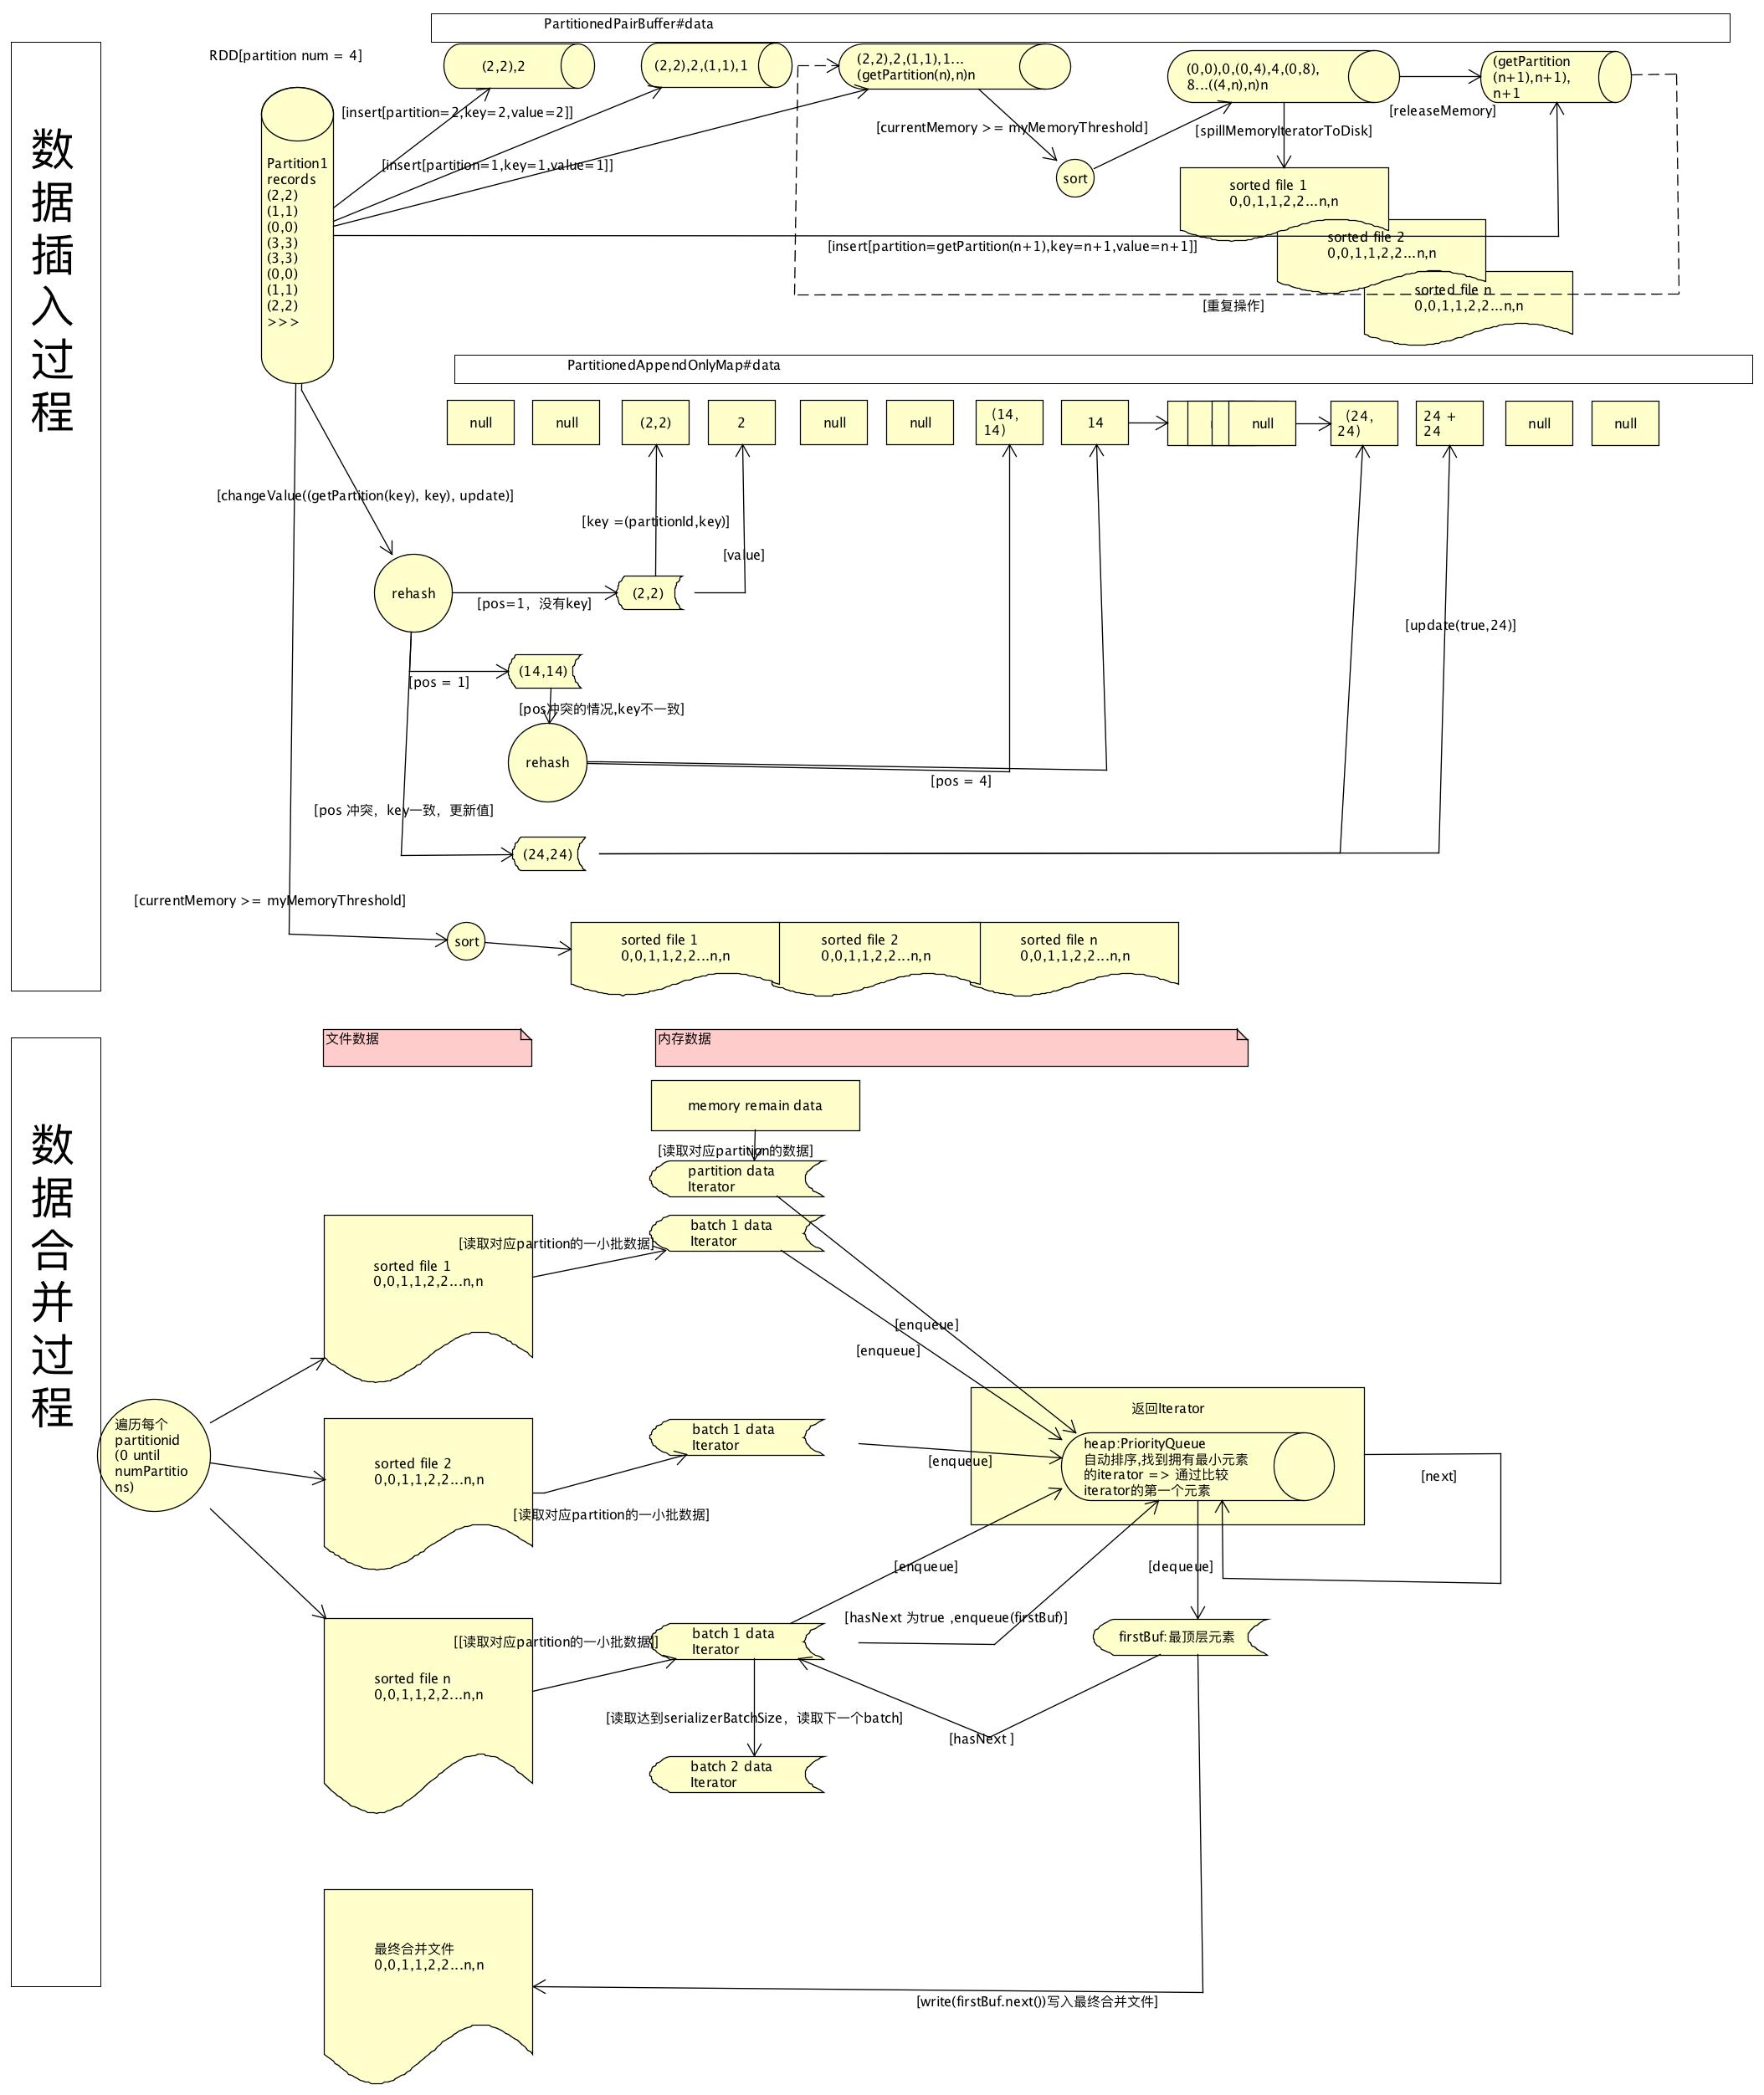 数据插入过程
PartitionedPairBuffer#data
RDD[partition num = 4]
(2,2),2
(2,2),2,(1,1),1
(2,2),2,(1,1),1...
(getPartition(n),n)n
(0,0),0,(0,4),4,(0,8),
8...((4,n),n)n
(getPartition
(n+1),n+1),
n+1
[insert[partition=2,key=2,value=2]]
[currentMemory >= myMemoryThreshold]
[spillMemoryIteratorToDisk]
[releaseMemory]
[insert[partition=1,key=1,value=1]]
sort
Partition1
records
(2,2)
(1,1)
(0,0)
(3,3)
(3,3)
(0,0)
(1,1)
(2,2)
>>>
sorted file 1
0,0,1,1,2,2...n,n
[insert[partition=getPartition(n+1),key=n+1,value=n+1]]
sorted file 2
0,0,1,1,2,2...n,n
sorted file n
0,0,1,1,2,2...n,n
[重复操作]
PartitionedAppendOnlyMap#data
null
null
(2,2)
2
null
null
(14,
14)
14
null
(24,
24)
24 +
24
null
null
[changeValue((getPartition(key), key), update)]
[key =(partitionId,key)]
[value]
rehash
[pos=1，没有key]
(2,2)
[update(true,24)]
(14,14)
[pos = 1]
[pos冲突的情况,key不一致]
rehash
[pos = 4]
[pos 冲突，key一致，更新值]
(24,24)
[currentMemory >= myMemoryThreshold]
sort
sorted file 1
0,0,1,1,2,2...n,n
sorted file 2
0,0,1,1,2,2...n,n
sorted file n
0,0,1,1,2,2...n,n
数据合并过程
文件数据
内存数据
memory remain data
[读取对应partition的数据]
partition data
Iterator
batch 1 data
Iterator
[读取对应partition的一小批数据]
sorted file 1
0,0,1,1,2,2...n,n
[enqueue]
[enqueue]
遍历每个
partitionid
(0 until
numPartitio
ns)
sorted file 2
0,0,1,1,2,2...n,n
batch 1 data
Iterator
[读取对应partition的一小批数据]
[enqueue]
返回Iterator
heap:PriorityQueue
自动排序,找到拥有最小元素
的iterator => 通过比较
iterator的第一个元素
[next]
[enqueue]
[dequeue]
[hasNext 为true ,enqueue(firstBuf)]
[[读取对应partition的一小批数据]]
batch 1 data
Iterator
firstBuf:最顶层元素
sorted file n
0,0,1,1,2,2...n,n
[读取达到serializerBatchSize，读取下一个batch]
[hasNext ]
batch 2 data
Iterator
最终合并文件
0,0,1,1,2,2...n,n
[write(firstBuf.next())写入最终合并文件]